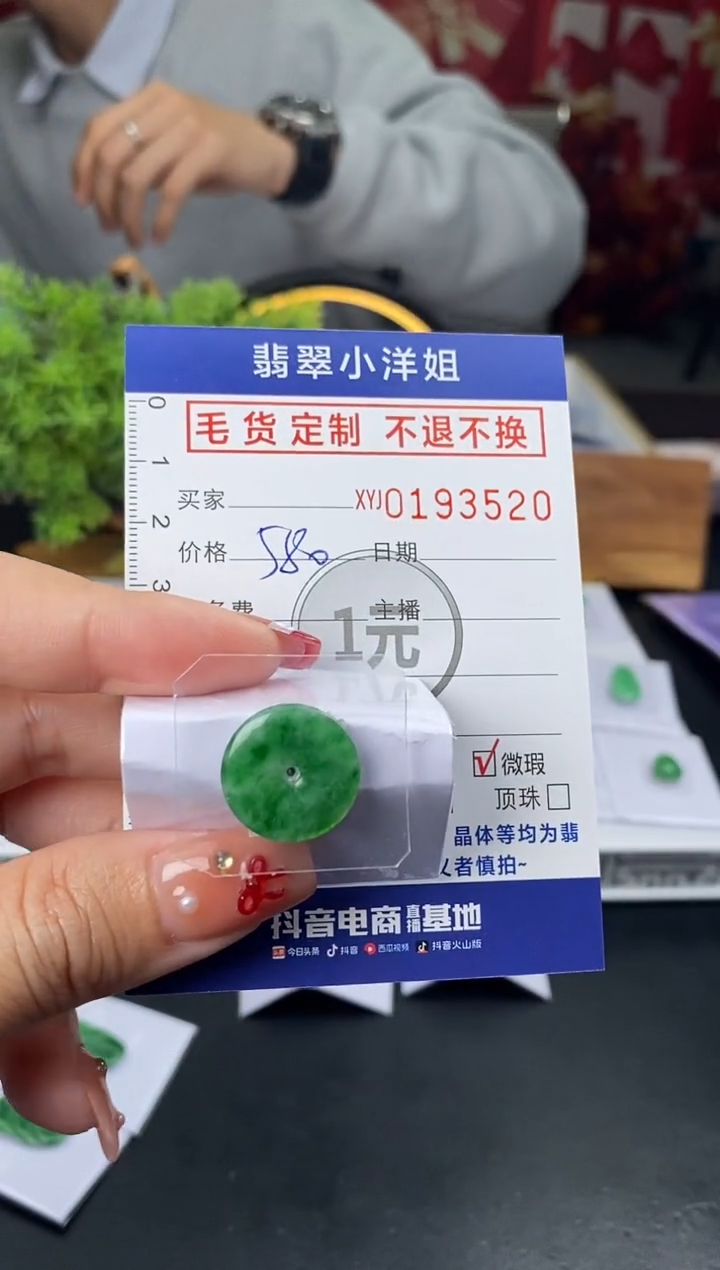 翡翠小洋姐
毛货定制 不退不换
0
1
2
3
买家 XYJ0193520
价格 580 日期
务费 主播
1元
微瑕
顶珠
晶体等均为翡
者慎拍~
抖音电商直播基地
今日头条 抖音 西瓜视频 抖音火山版